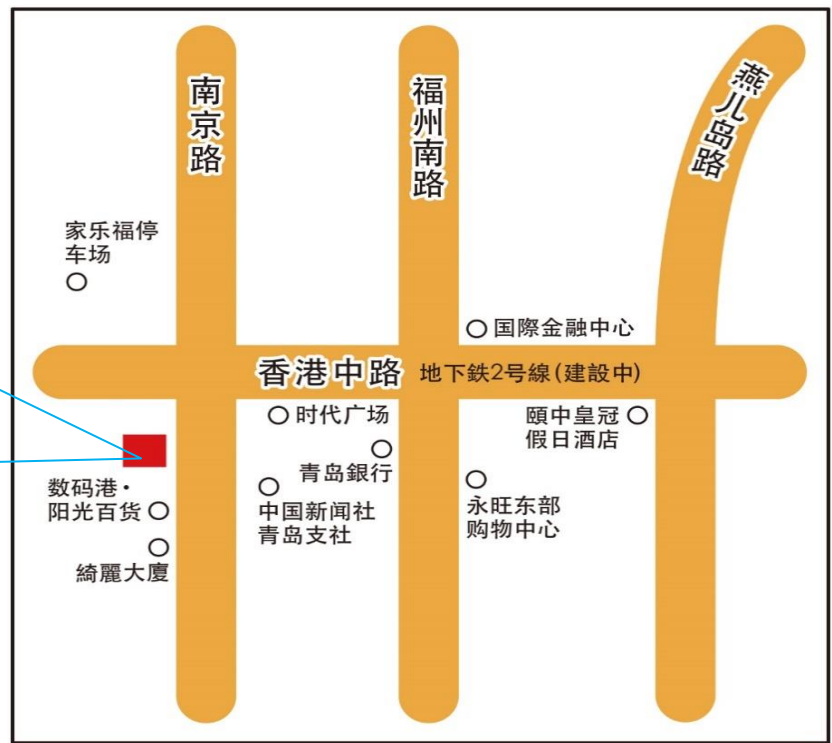 南京路
福州南路
燕儿岛路
家乐福停
车场
国際金融中心
香港中路
地下鉄2号線(建設中)
时代广场
頤中皇冠
假日酒店
青岛銀行
数码港・
阳光百货
中国新闻社
青岛支社
永旺东部
购物中心
綺麗大廈